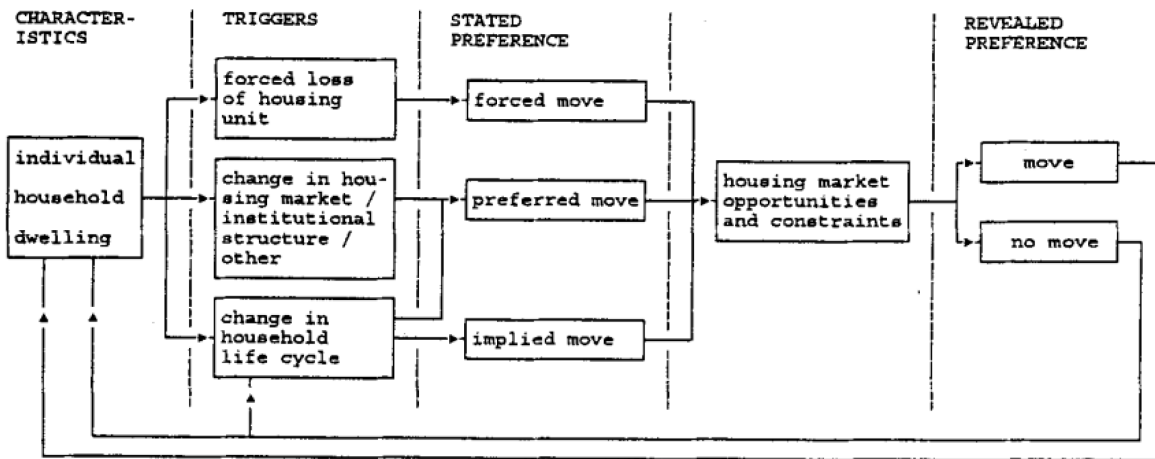 CHARACTER-
ISTICS
TRIGGERS
STATED
PREFERENCE
REVEALED
PREFERENCE
individual
household
dwelling
forced loss
of housing
unit
change in hou-
sing market /
institutional
structure /
other
change in
household
life cycle
forced move
preferred move
implied move
housing market
opportunities
and constraints
move
no move